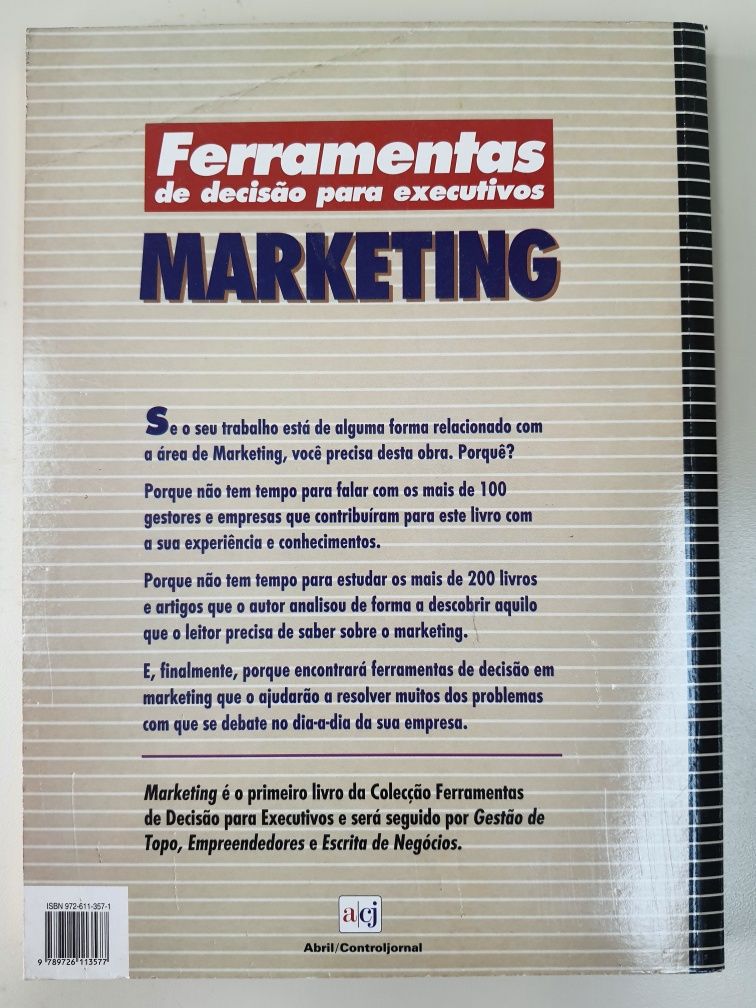 Ferramentas
de decisão para executivos
MARKETING
Se o seu trabalho está de alguma forma relacionado com
a área de Marketing, você precisa desta obra. Porquê?
Porque não tem tempo para falar com os mais de 100
gestores e empresas que contribuíram para este livro com
a sua experiência e conhecimentos.
Porque não tem tempo para estudar os mais de 200 livros
e artigos que o autor analisou de forma a descobrir aquilo
que o leitor precisa de saber sobre o marketing.
E, finalmente, porque encontrará ferramentas de decisão em
marketing que o ajudarão a resolver muitos dos problemas
com que se debate no dia-a-dia da sua empresa.
Marketing é o primeiro livro da Colecção Ferramentas
de Decisão para Executivos e será seguido por Gestão de
Topo, Empreendedores e Escrita de Negócios.
ISBN 972-611-357-1
9 789726 113577
a|cj
Abril/Controljornal